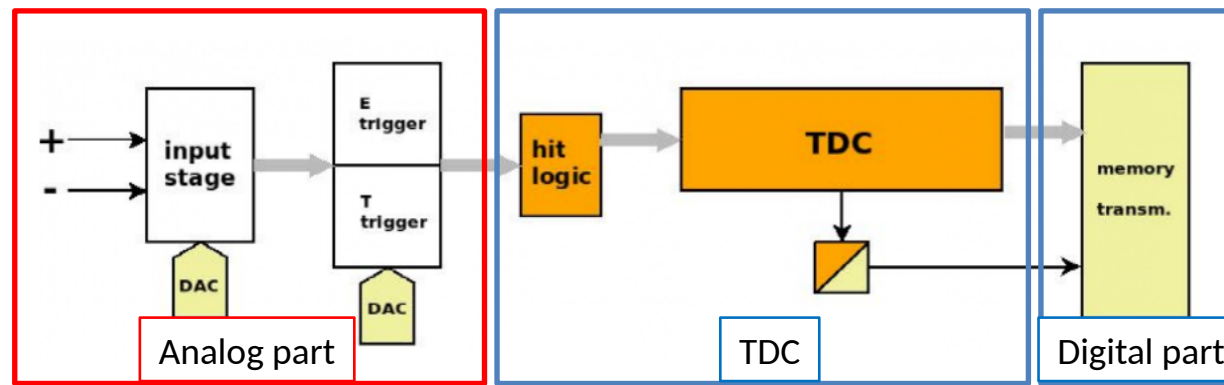 +
-
input
stage
DAC
E
trigger
T
trigger
DAC
Analog part
hit
logic
TDC
TDC
memory
transm.
Digital part